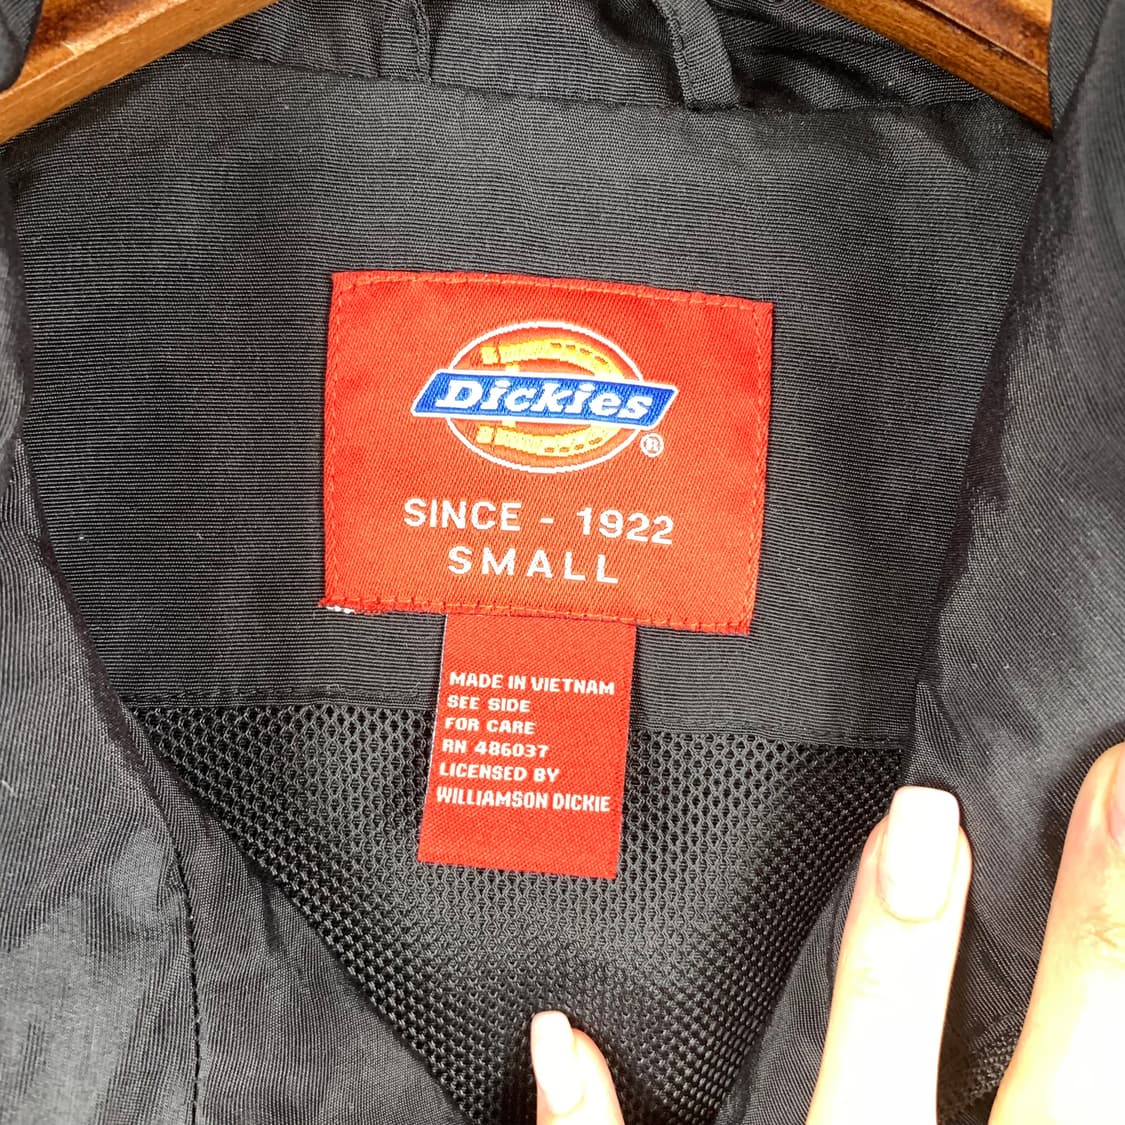 Dickies
®
SINCE - 1922
SMALL
MADE IN VIETNAM
SEE SIDE
FOR CARE
RN 486037
LICENSED BY
WILLIAMSON DICKIE